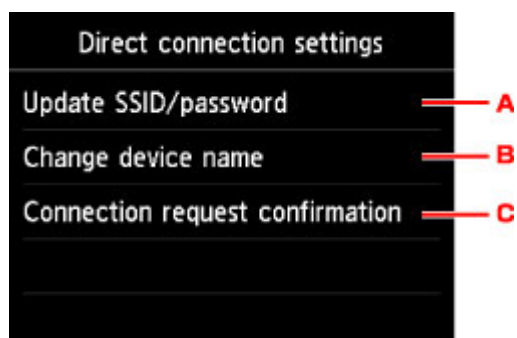 Direct connection settings
Update SSID/password A
Change device name B
Connection request confirmation C